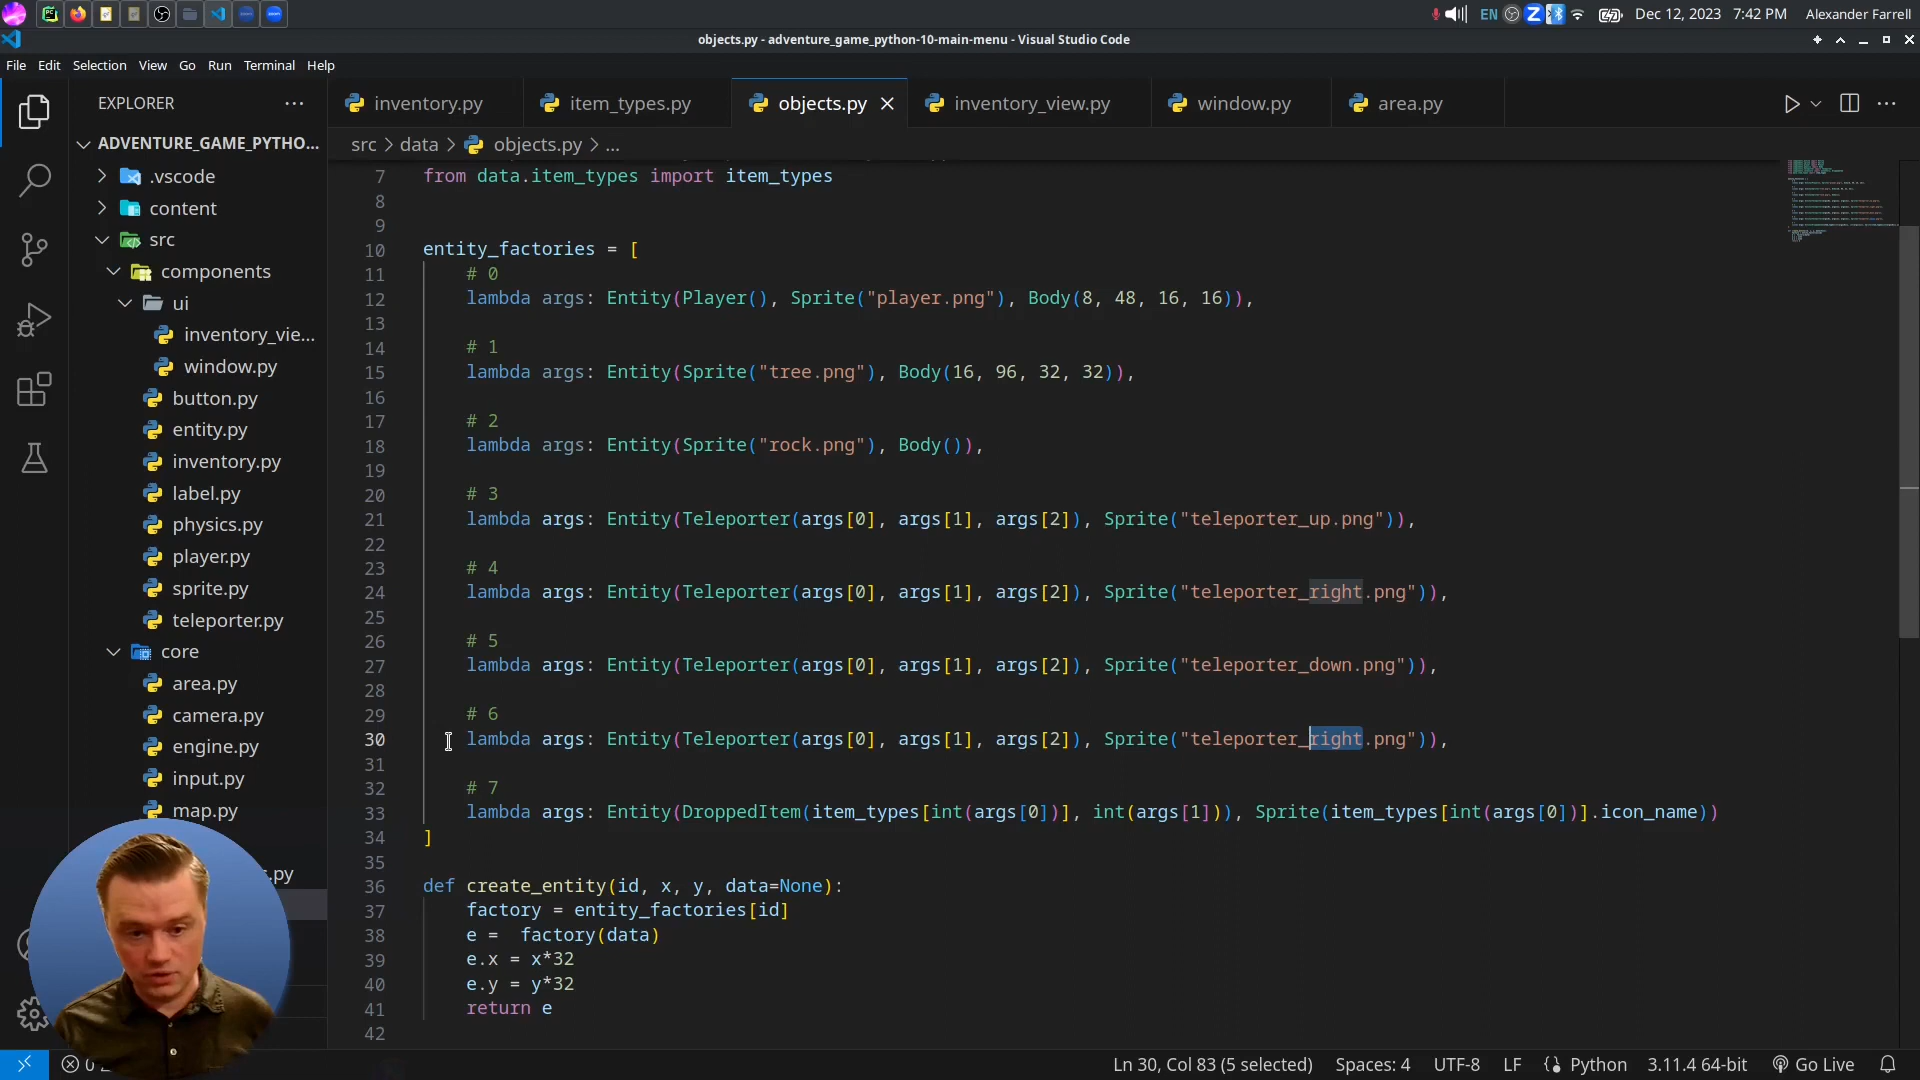 EN
Dec 12, 2023
7:42 PM
Alexander Farrell
objects.py - adventure_game_python-10-main-menu - Visual Studio Code
File Edit Selection View Go Run Terminal Help
EXPLORER
ADVENTURE_GAME_PYTHO...
.vscode
content
src
components
ui
inventory_vie...
window.py
button.py
entity.py
inventory.py
label.py
physics.py
player.py
sprite.py
teleporter.py
core
area.py
camera.py
engine.py
input.py
map.py
.py
inventory.py
item_types.py
objects.py
inventory_view.py
window.py
area.py
src > data > objects.py > ...
7 from data.item_types import item_types
8
9
10 entity_factories = [
11 # 0
12 lambda args: Entity(Player(), Sprite("player.png"), Body(8, 48, 16, 16)),
13
14 # 1
15 lambda args: Entity(Sprite("tree.png"), Body(16, 96, 32, 32)),
16
17 # 2
18 lambda args: Entity(Sprite("rock.png"), Body()),
19
20 # 3
21 lambda args: Entity(Teleporter(args[0], args[1], args[2]), Sprite("teleporter_up.png")),
22
23 # 4
24 lambda args: Entity(Teleporter(args[0], args[1], args[2]), Sprite("teleporter_right.png")),
25
26 # 5
27 lambda args: Entity(Teleporter(args[0], args[1], args[2]), Sprite("teleporter_down.png")),
28
29 # 6
30 lambda args: Entity(Teleporter(args[0], args[1], args[2]), Sprite("teleporter_right.png")),
31
32 # 7
33 lambda args: Entity(DroppedItem(item_types[int(args[0])], int(args[1])), Sprite(item_types[int(args[0])].icon_name))
34 ]
35
36 def create_entity(id, x, y, data=None):
37 factory = entity_factories[id]
38 e =  factory(data)
39 e.x = x*32
40 e.y = y*32
41 return e
42
0
Ln 30, Col 83 (5 selected)
Spaces: 4
UTF-8
LF
Python
3.11.4 64-bit
Go Live